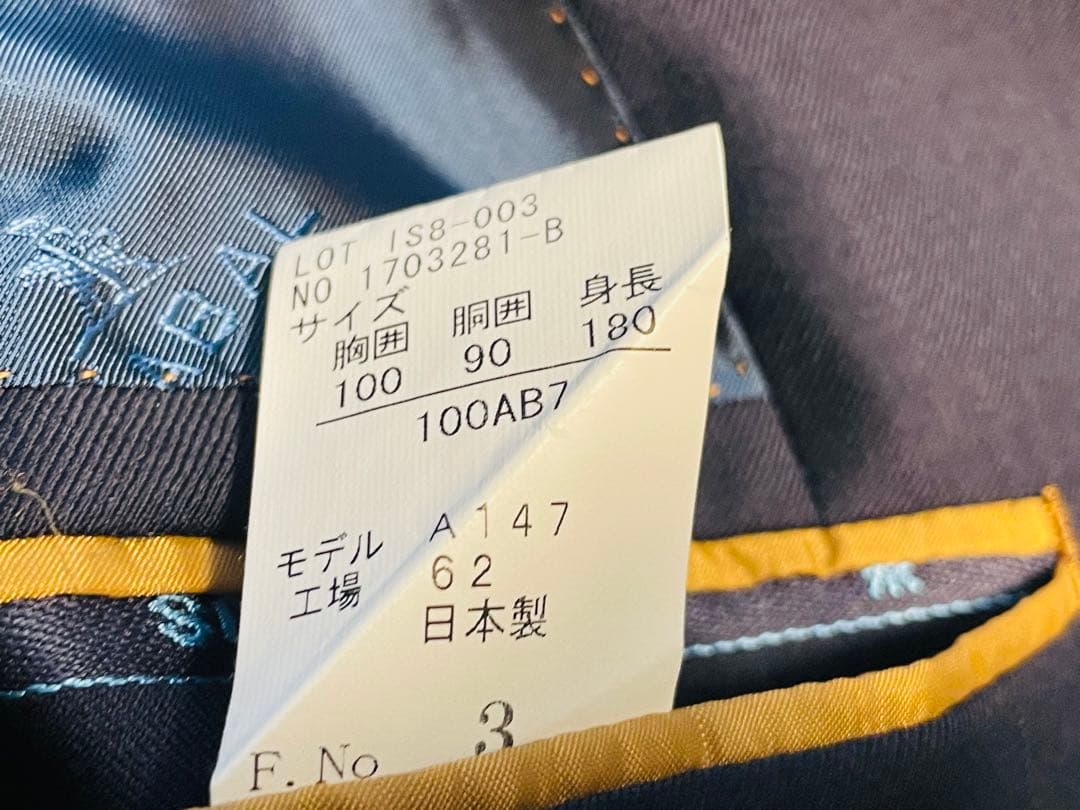 LOT IS8-003
NO 1703281-B
サイズ
胸囲 胴囲 身長
100 90 180
100AB7
モデル A147
工場 62
日本製
F.No 3